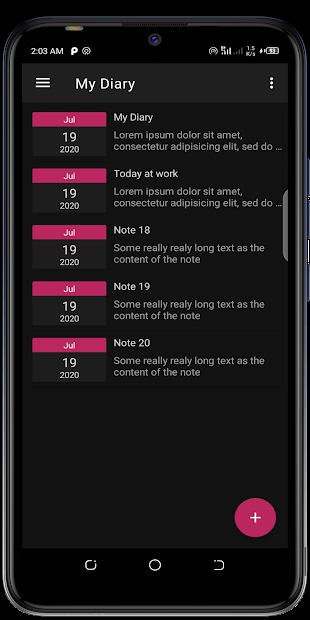 2:03 AM P 1.5 K/s 93
My Diary
Jul
19
2020
My Diary
Lorem ipsum dolor sit amet,
consectetur adipisicing elit, sed do ...
Jul
19
2020
Today at work
Lorem ipsum dolor sit amet,
consectetur adipisicing elit, sed do ...
Jul
19
2020
Note 18
Some really realy long text as the
content of the note
Jul
19
2020
Note 19
Some really realy long text as the
content of the note
Jul
19
2020
Note 20
Some really realy long text as the
content of the note
+